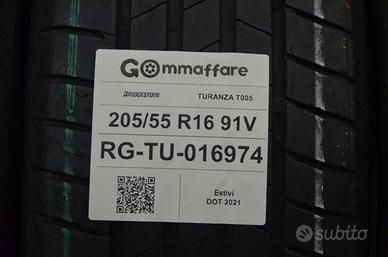 GOmmaffare
BRIDGESTONE TURANZA T005
205/55 R16 91V
RG-TU-016974
Estivi
DOT 2021
subito